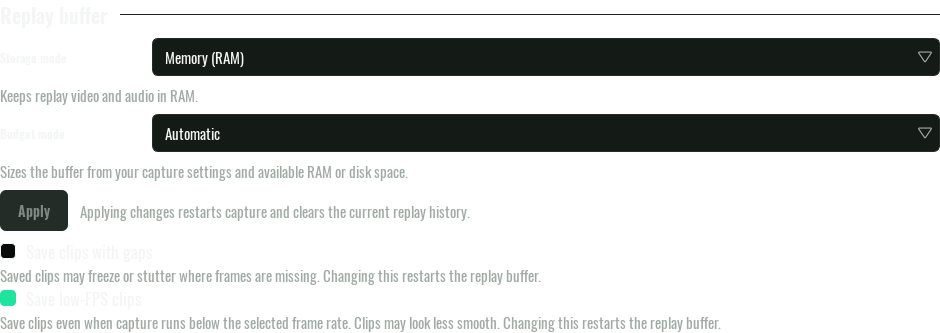 Replay buffer
Storage mode
Memory (RAM)
Keeps replay video and audio in RAM.
Budget mode
Automatic
Sizes the buffer from your capture settings and available RAM or disk space.
Apply
Applying changes restarts capture and clears the current replay history.
Save clips with gaps
Saved clips may freeze or stutter where frames are missing. Changing this restarts the replay buffer.
Save low-FPS clips
Save clips even when capture runs below the selected frame rate. Clips may look less smooth. Changing this restarts the replay buffer.